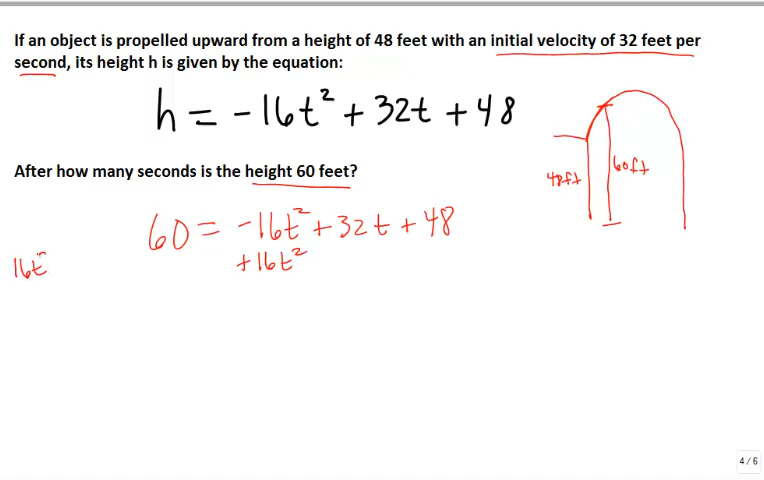 If an object is propelled upward from a height of 48 feet with an initial velocity of 32 feet per
second, its height h is given by the equation:
h = -16t² + 32t + 48
After how many seconds is the height 60 feet?
48ft
60ft
60 = -16t² + 32t + 48
+16t²
16t²
4 / 6